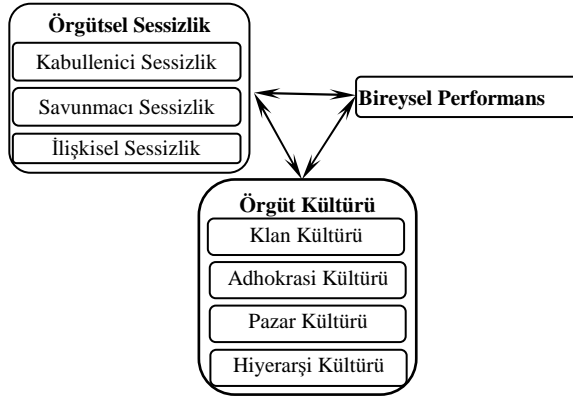 Örgütsel Sessizlik
Kabullenici Sessizlik
Savunmacı Sessizlik
İlişkisel Sessizlik
Bireysel Performans
Örgüt Kültürü
Klan Kültürü
Adhokrasi Kültürü
Pazar Kültürü
Hiyerarşi Kültürü